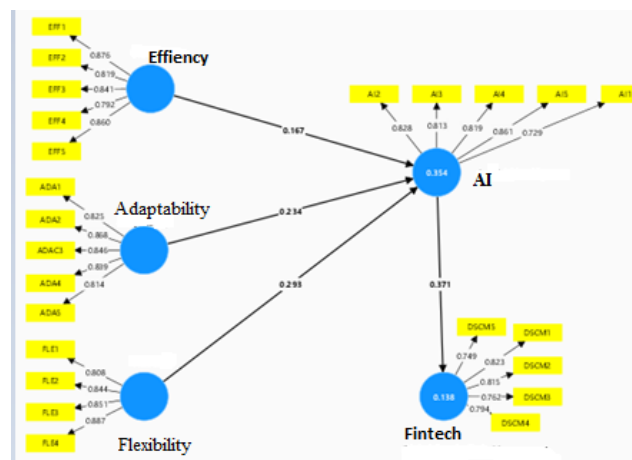 EFF1
EFF2
EFF3
EFF4
EFF5
0.876
0.819
0.841
0.792
0.860
Effiency
0.167
AI2
AI3
AI4
AI5
AI1
0.828
0.813
0.819
0.861
0.729
0.354
AI
ADA1
ADA2
ADAC3
ADA4
ADA5
0.825
0.868
0.846
0.839
0.814
Adaptability
0.234
0.293
0.371
FLE1
FLE2
FLE3
FLE4
0.808
0.844
0.851
0.887
Flexibility
DSCM5
DSCM1
DSCM2
DSCM3
DSCM4
0.749
0.823
0.815
0.762
0.794
0.138
Fintech